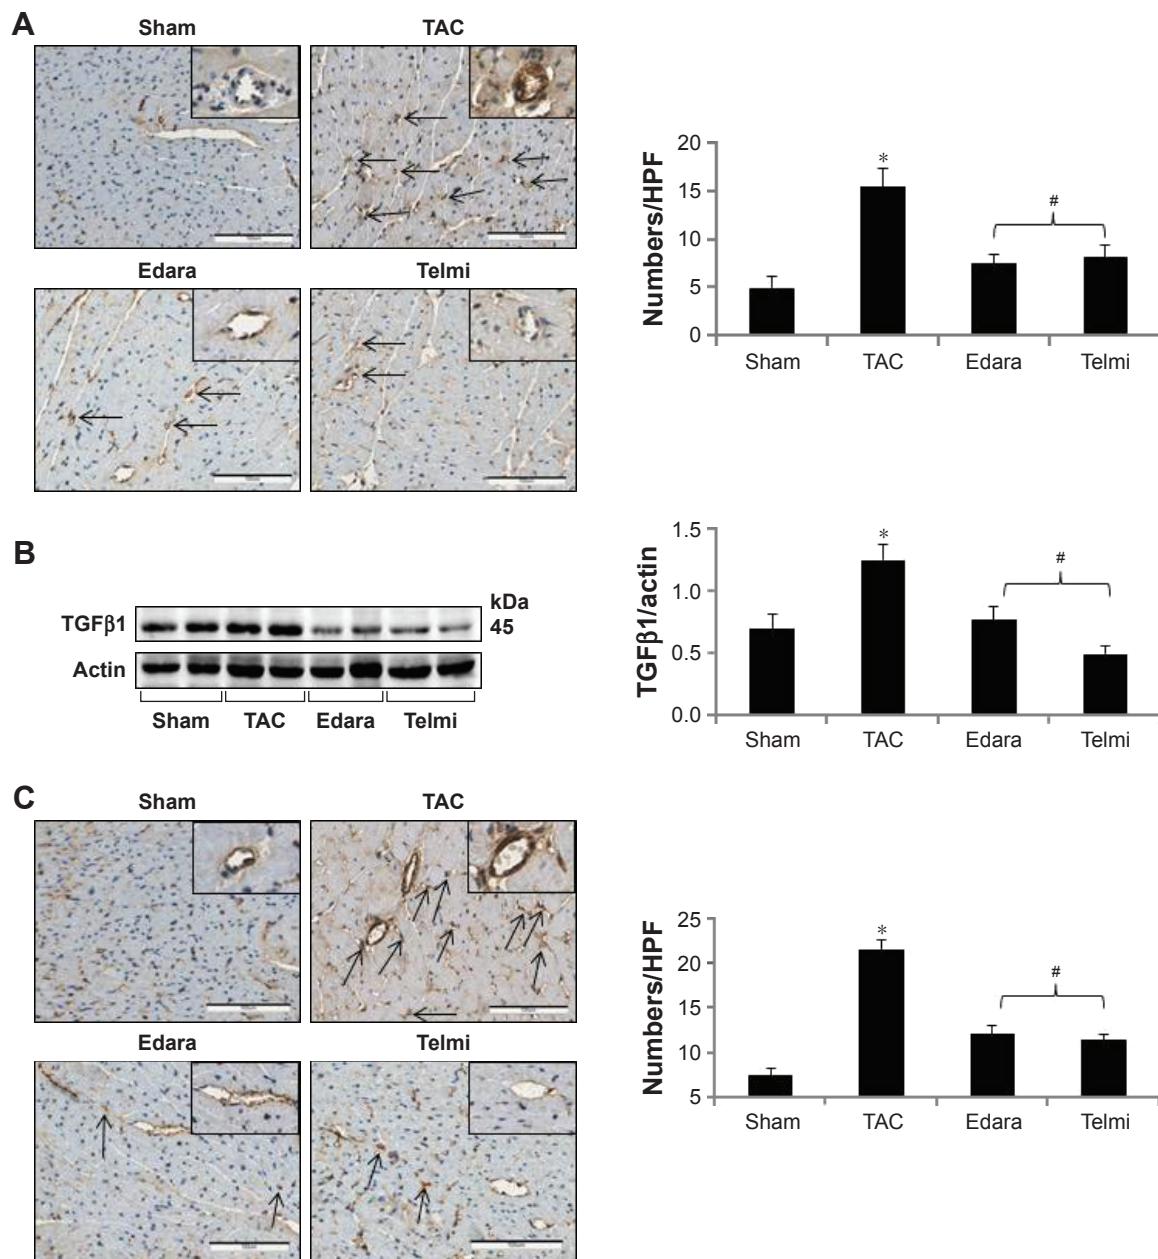 A
Sham TAC
Edara Telmi
Numbers/HPF
20
15
10
5
0
*
#
Sham TAC Edara Telmi
B
TGFβ1
Actin
kDa
45
Sham TAC Edara Telmi
TGFβ1/actin
1.5
1.0
0.5
0.0
*
#
Sham TAC Edara Telmi
C
Sham TAC
Edara Telmi
Numbers/HPF
25
20
15
10
5
*
#
Sham TAC Edara Telmi